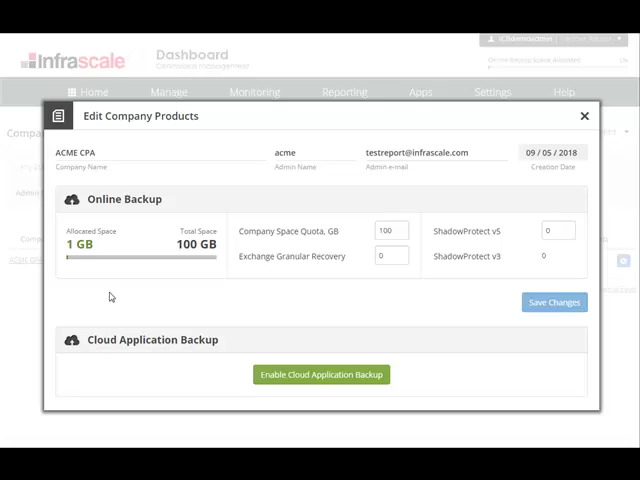 Infrascale
Dashboard
Home Manage Monitoring Reporting Apps Settings Help
Edit Company Products
ACME CPA acme testreport@infrascale.com 09 / 05 / 2018
Company Name Admin Name Admin e-mail Creation Date
Online Backup
Allocated Space Total Space
1 GB 100 GB
Company Space Quota, GB 100
Exchange Granular Recovery 0
ShadowProtect v5 0
ShadowProtect v3 0
Save Changes
Cloud Application Backup
Enable Cloud Application Backup